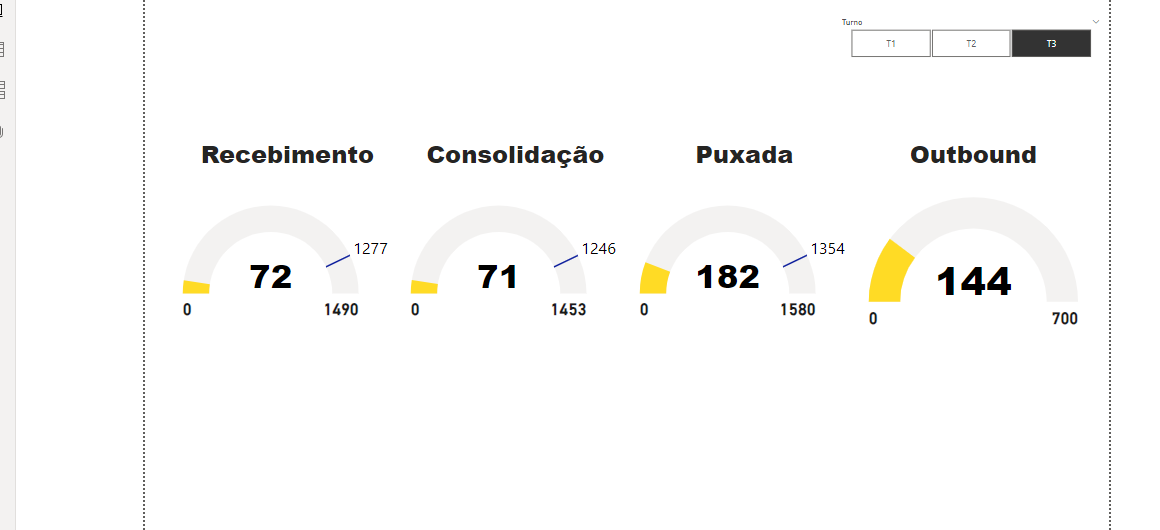 Turno
T1 T2 T3
Recebimento Consolidação Puxada Outbound
1277 1246 1354
72 71 182 144
0 1490 0 1453 0 1580 0 700